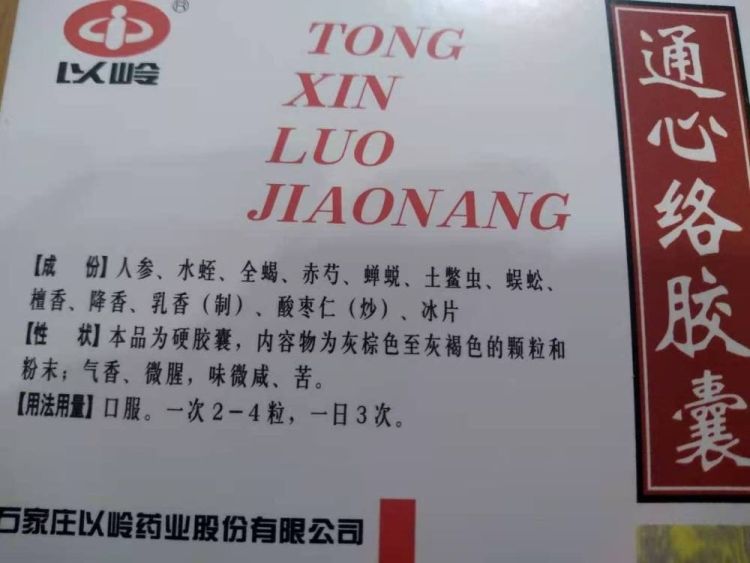 ®
以岭
TONG
XIN
LUO
JIAONANG
通心络胶囊
【成 份】人参、水蛭、全蝎、赤芍、蝉蜕、土鳖虫、蜈蚣、
檀香、降香、乳香（制）、酸枣仁（炒）、冰片
【性 状】本品为硬胶囊，内容物为灰棕色至灰褐色的颗粒和
粉末；气香、微腥，味微咸、苦。
【用法用量】口服。一次2－4粒，一日3次。
石家庄以岭药业股份有限公司